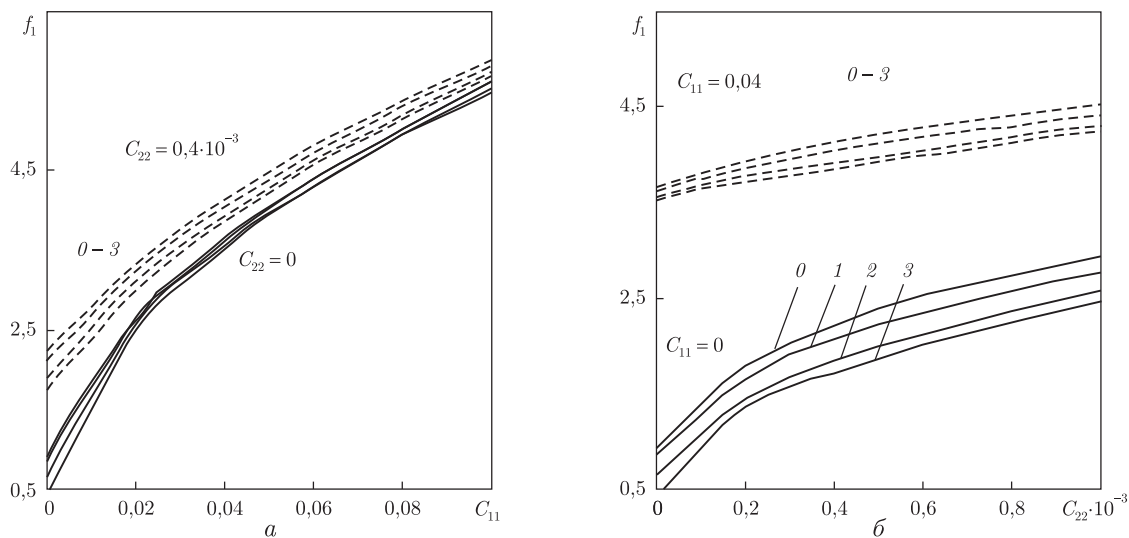 f₁
C₂₂ = 0,4·10⁻³
4,5
0 – 3
C₂₂ = 0
2,5
0,5
0 0,02 0,04 0,06 0,08 C₁₁
а
f₁
0 – 3
C₁₁ = 0,04
4,5
0 1 2 3
2,5
C₁₁ = 0
0,5
0 0,2 0,4 0,6 0,8 C₂₂·10⁻³
б